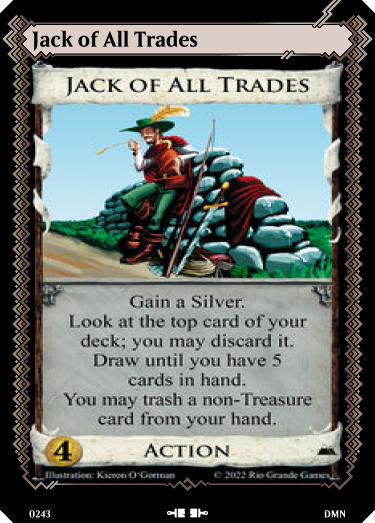 Jack of All Trades
JACK OF ALL TRADES
Gain a Silver.
Look at the top card of your
deck; you may discard it.
Draw until you have 5
cards in hand.
You may trash a non-Treasure
card from your hand.
4 ACTION
Illustration: Kieron O'Gorman © 2022 Rio Grande Games
0243 DMN